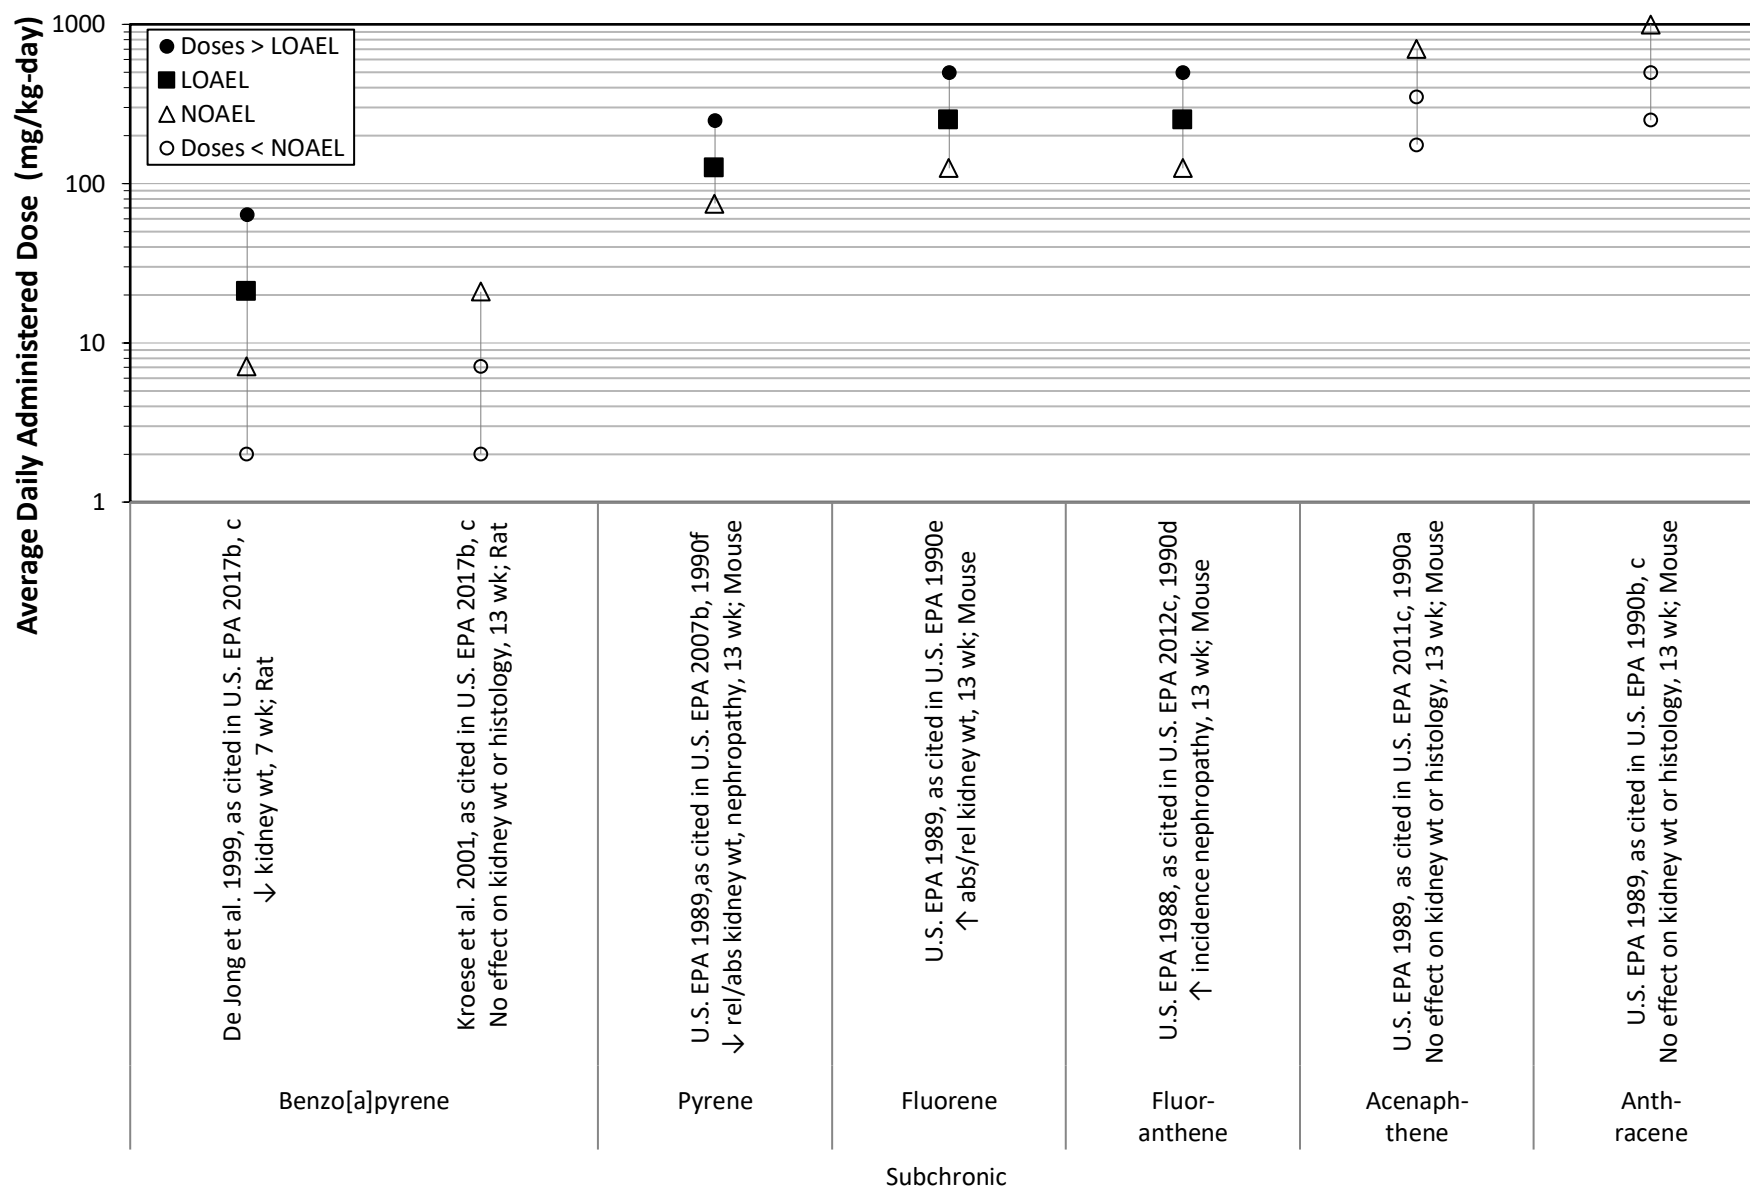 Average Daily Administered Dose (mg/kg-day)
1000
100
10
1
Doses > LOAEL
LOAEL
NOAEL
Doses < NOAEL
De Jong et al. 1999, as cited in U.S. EPA 2017b, c
↓ kidney wt, 7 wk; Rat
Kroese et al. 2001, as cited in U.S. EPA 2017b, c
No effect on kidney wt or histology, 13 wk; Rat
U.S. EPA 1989,as cited in U.S. EPA 2007b, 1990f
↓ rel/abs kidney wt, nephropathy, 13 wk; Mouse
U.S. EPA 1989, as cited in U.S. EPA 1990e
↑ abs/rel kidney wt, 13 wk; Mouse
U.S. EPA 1988, as cited in U.S. EPA 2012c, 1990d
↑ incidence nephropathy, 13 wk; Mouse
U.S. EPA 1989, as cited in U.S. EPA 2011c, 1990a
No effect on kidney wt or histology, 13 wk; Mouse
U.S. EPA 1989, as cited in U.S. EPA 1990b, c
No effect on kidney wt or histology, 13 wk; Mouse
Benzo[a]pyrene
Pyrene
Fluorene
Fluor-
anthene
Acenaph-
thene
Anth-
racene
Subchronic